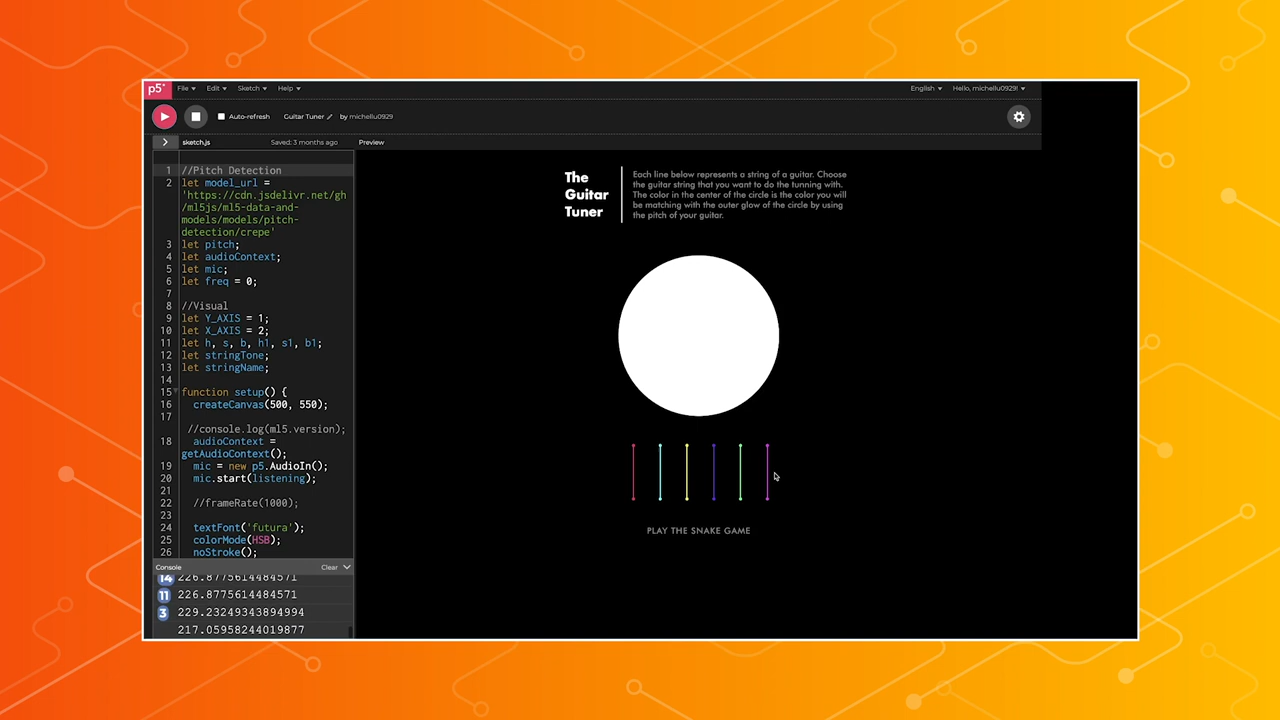 p5*
File
Edit
Sketch
Help
English
Hello, michellu0929!
Auto-refresh
Guitar Tuner
by michellu0929
sketch.js
Saved: 3 months ago
Preview
1 //Pitch Detection
2 let model_url =
'https://cdn.jsdelivr.net/gh
/ml5js/ml5-data-and-
models/models/pitch-
detection/crepe'
3 let pitch;
4 let audioContext;
5 let mic;
6 let freq = 0;
7
8 //Visual
9 let Y_AXIS = 1;
10 let X_AXIS = 2;
11 let h, s, b, h1, s1, b1;
12 let stringTone;
13 let stringName;
14
15 function setup() {
16 createCanvas(500, 550);
17
//console.log(ml5.version);
18 audioContext =
getAudioContext();
19 mic = new p5.AudioIn();
20 mic.start(listening);
21
22 //frameRate(1000);
23
24 textFont('futura');
25 colorMode(HSB);
26 noStroke();
Console
Clear
14 226.8775614484571
11 226.8775614484571
3 229.23249343894994
217.05958244019877
The
Guitar
Tuner
Each line below represents a string of a guitar. Choose
the guitar string that you want to do the tunning with.
The color in the center of the circle is the color you will
be matching with the outer glow of the circle by using
the pitch of your guitar.
PLAY THE SNAKE GAME